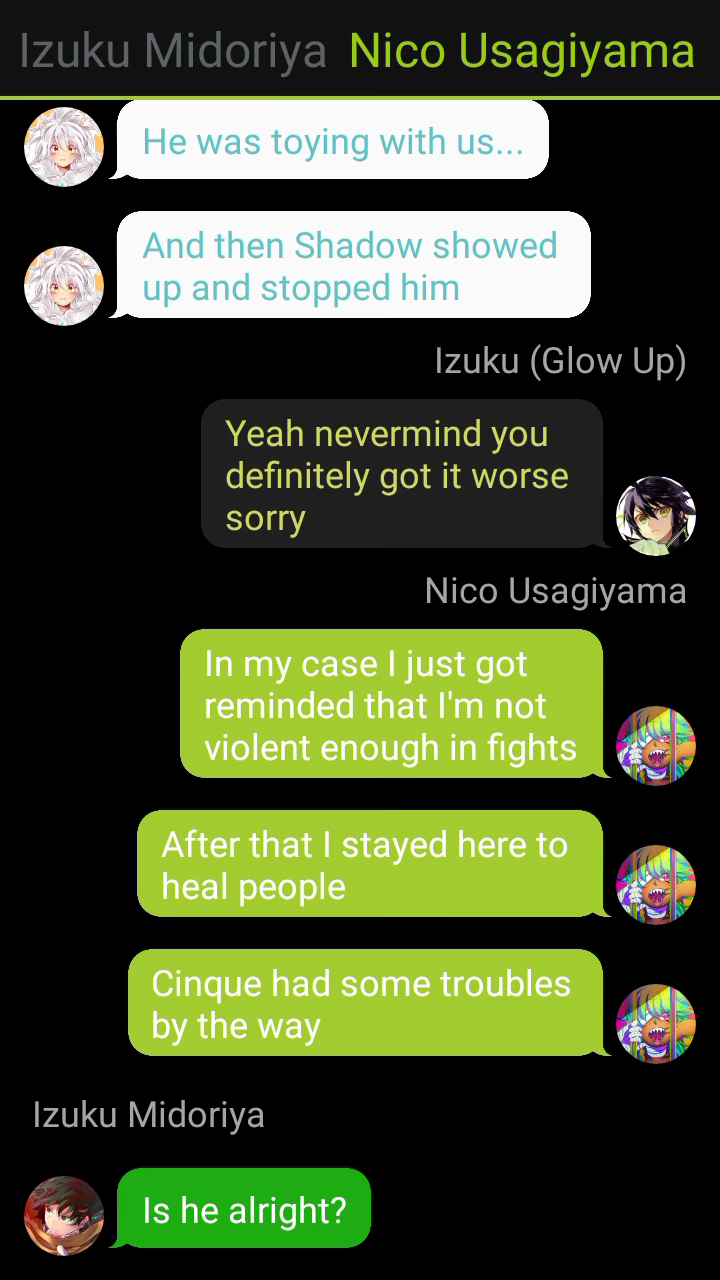 Izuku Midoriya Nico Usagiyama
He was toying with us...
And then Shadow showed
up and stopped him
Izuku (Glow Up)
Yeah nevermind you
definitely got it worse
sorry
Nico Usagiyama
In my case I just got
reminded that I'm not
violent enough in fights
After that I stayed here to
heal people
Cinque had some troubles
by the way
Izuku Midoriya
Is he alright?